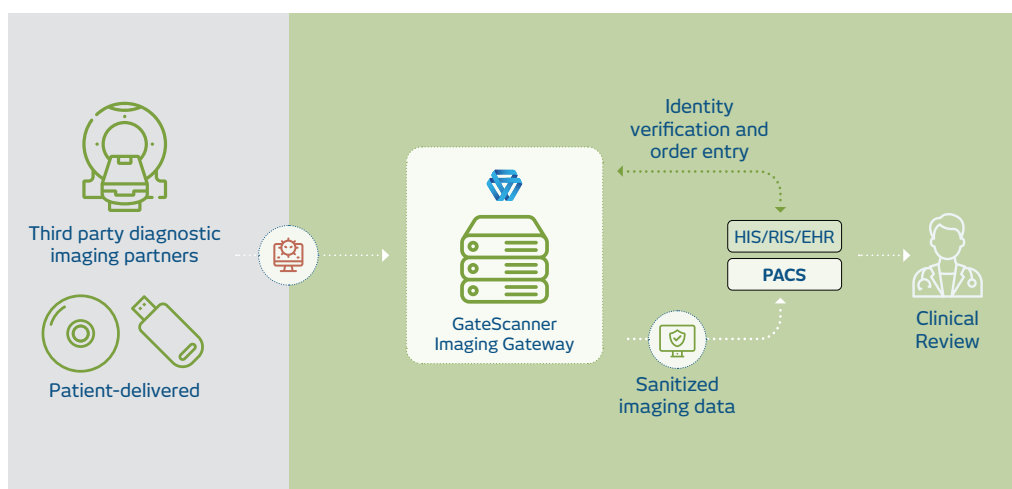 Third party diagnostic
imaging partners
Patient-delivered
GateScanner
Imaging Gateway
Identity
verification and
order entry
HIS/RIS/EHR
PACS
Sanitized
imaging data
Clinical
Review